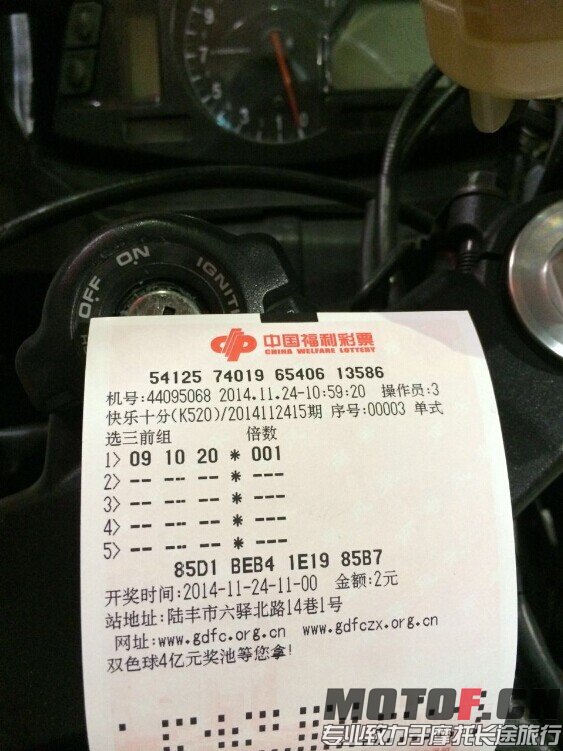 OFF ON IGNITI
中国福利彩票
CHINA WELFARE LOTTERY
54125 74019 65406 13586
机号:44095068 2014.11.24-10:59:20 操作员:3
快乐十分(K520)/2014112415期 序号:00003 单式
选三前组 倍数
1> 09 10 20 * 001
2> -- -- -- * ---
3> -- -- -- * ---
4> -- -- -- * ---
5> -- -- -- * ---
85D1 BEB4 1E19 85B7
开奖时间:2014-11-24-11-00 金额:2元
站地址:陆丰市六驿北路14巷1号
网址:www.gdfc.org.cn www.gdfczx.org.cn
双色球4亿元奖池等您拿!
MOTOF.CN
专业致力于摩托长途旅行